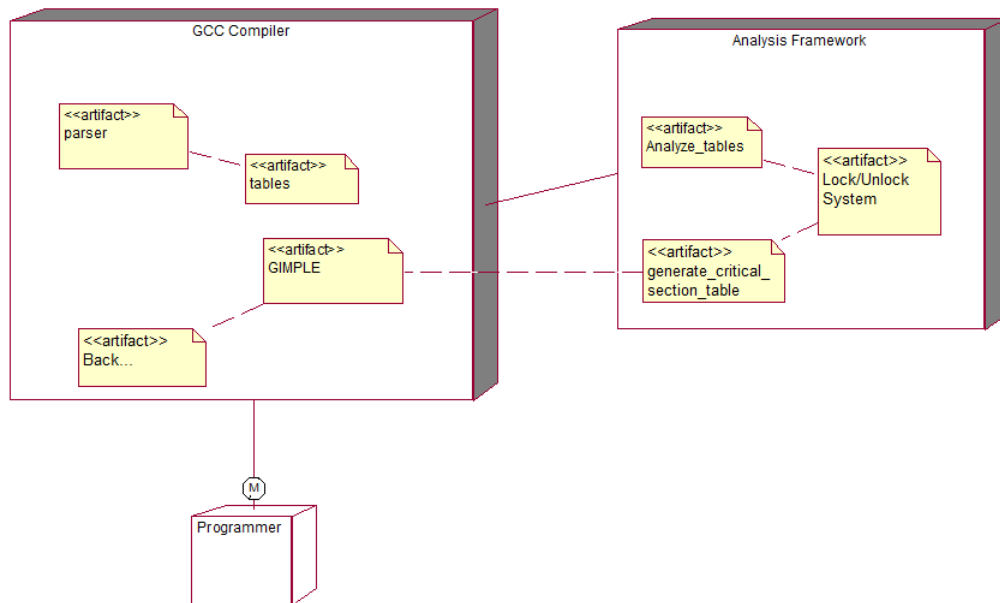 GCC Compiler
<<artifact>>
parser
<<artifact>>
tables
<<artifact>>
GIMPLE
<<artifact>>
Back...
Analysis Framework
<<artifact>>
Analyze_tables
<<artifact>>
Lock/Unlock
System
<<artifact>>
generate_critical_
section_table
M
Programmer